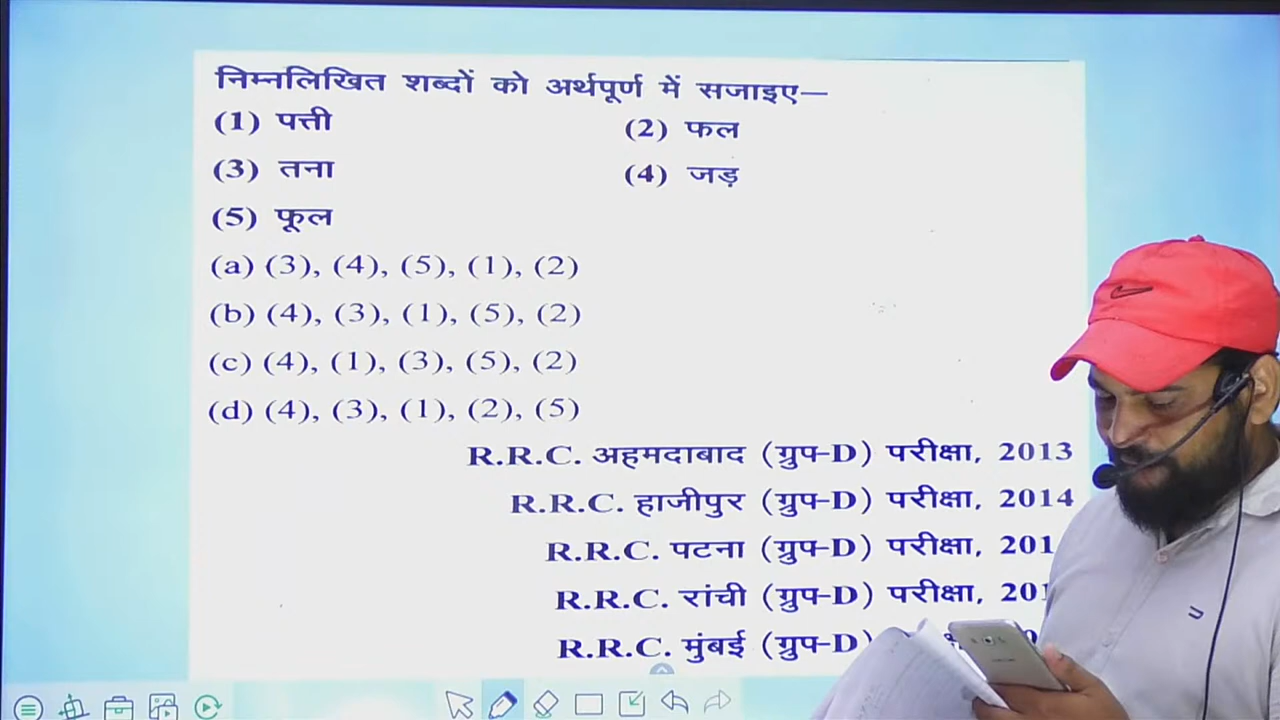 निम्नलिखित शब्दों को अर्थपूर्ण में सजाइए—
(1) पत्ती (2) फल
(3) तना (4) जड़
(5) फूल
(a) (3), (4), (5), (1), (2)
(b) (4), (3), (1), (5), (2)
(c) (4), (1), (3), (5), (2)
(d) (4), (3), (1), (2), (5)
R.R.C. अहमदाबाद (ग्रुप-D) परीक्षा, 2013
R.R.C. हाजीपुर (ग्रुप-D) परीक्षा, 2014
R.R.C. पटना (ग्रुप-D) परीक्षा, 201
R.R.C. रांची (ग्रुप-D) परीक्षा, 201
R.R.C. मुंबई (ग्रुप-D)